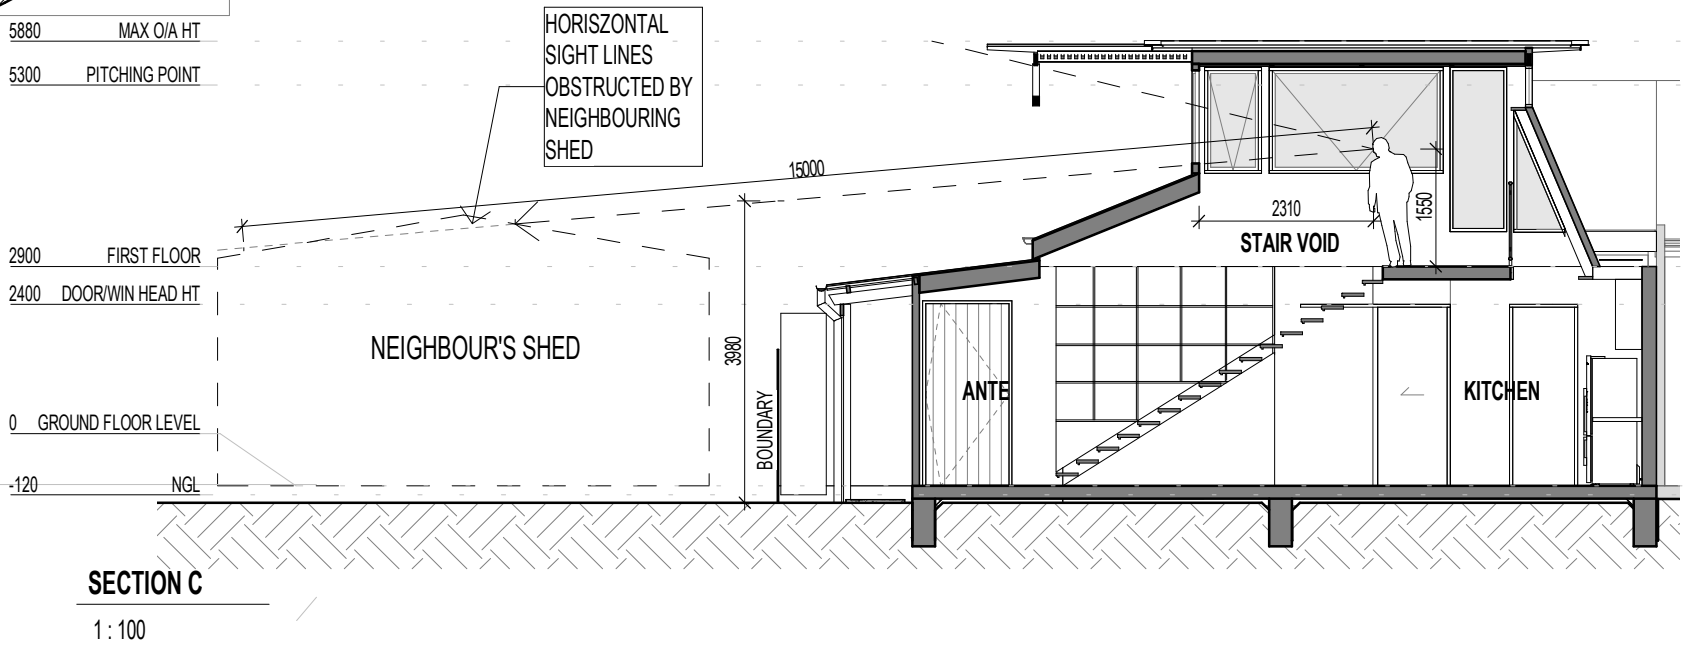 5880 MAX O/A HT
5300 PITCHING POINT
HORISZONTAL
SIGHT LINES
OBSTRUCTED BY
NEIGHBOURING
SHED
15000
2310
1550
STAIR VOID
2900 FIRST FLOOR
2400 DOOR/WIN HEAD HT
NEIGHBOUR'S SHED
3980
BOUNDARY
ANTE
KITCHEN
0 GROUND FLOOR LEVEL
-120 NGL
SECTION C
1 : 100